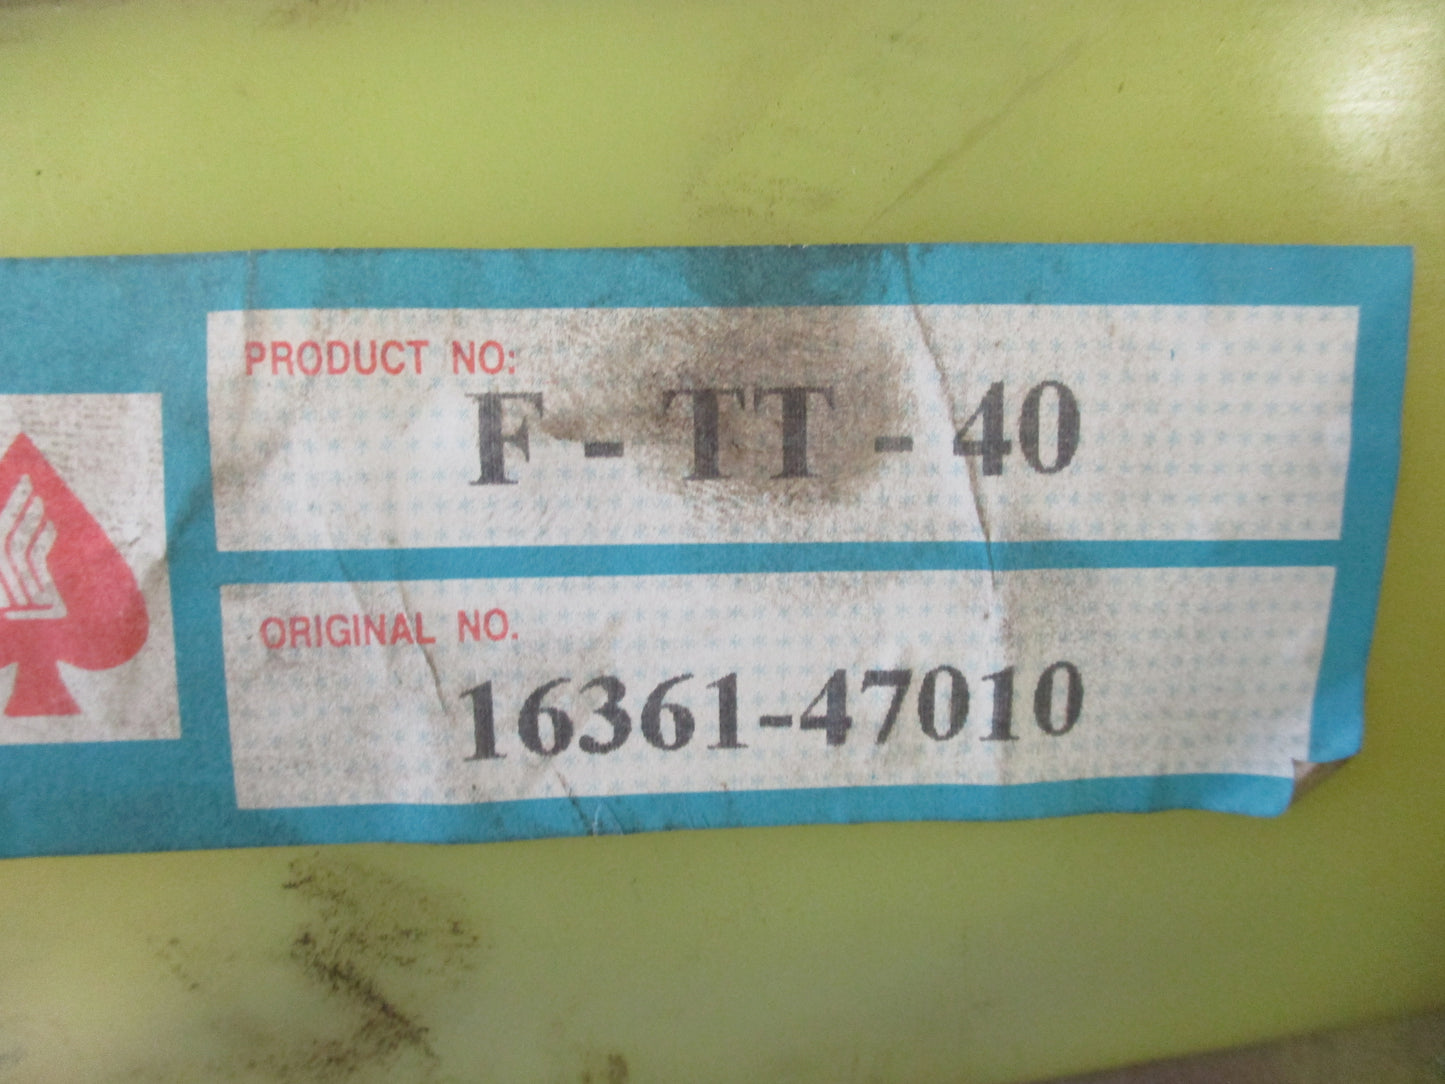 PRODUCT NO:
F - TT - 40
ORIGINAL NO.
16361-47010